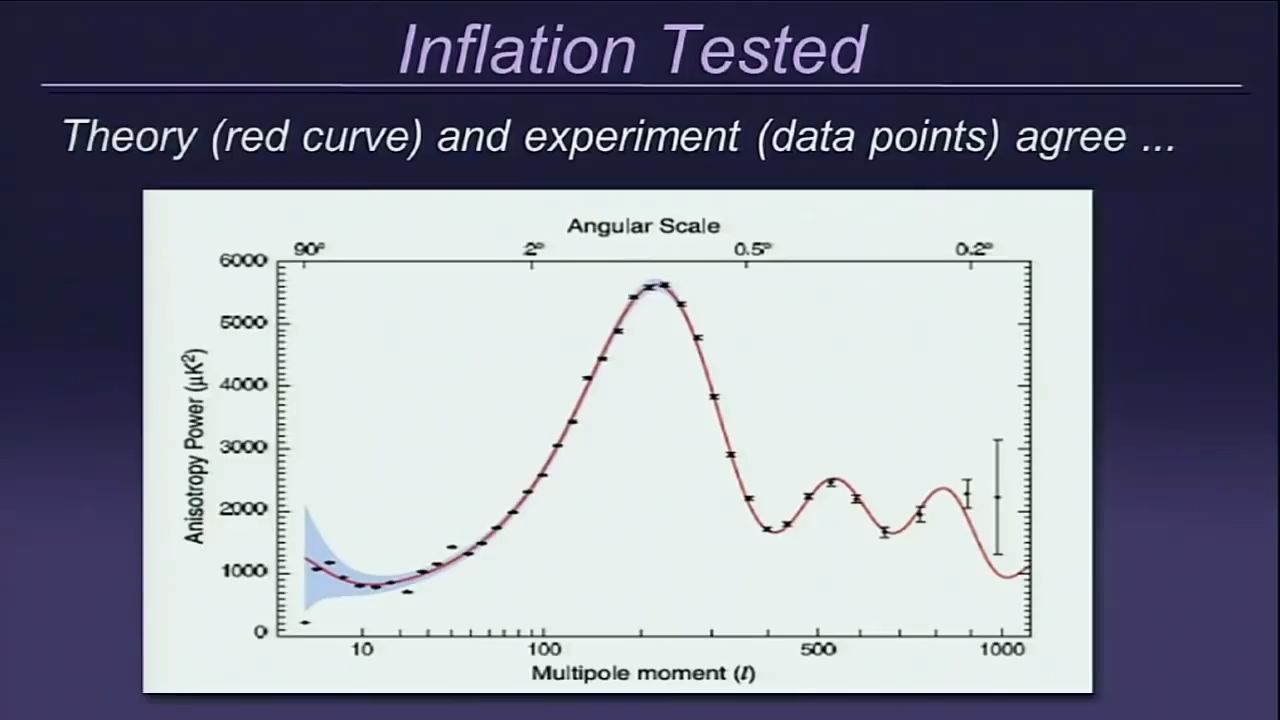 Inflation Tested
Theory (red curve) and experiment (data points) agree ...
Angular Scale
90° 2° 0.5° 0.2°
6000
5000
4000
3000
2000
1000
0
Anisotropy Power (μK²)
10 100 500 1000
Multipole moment (l)